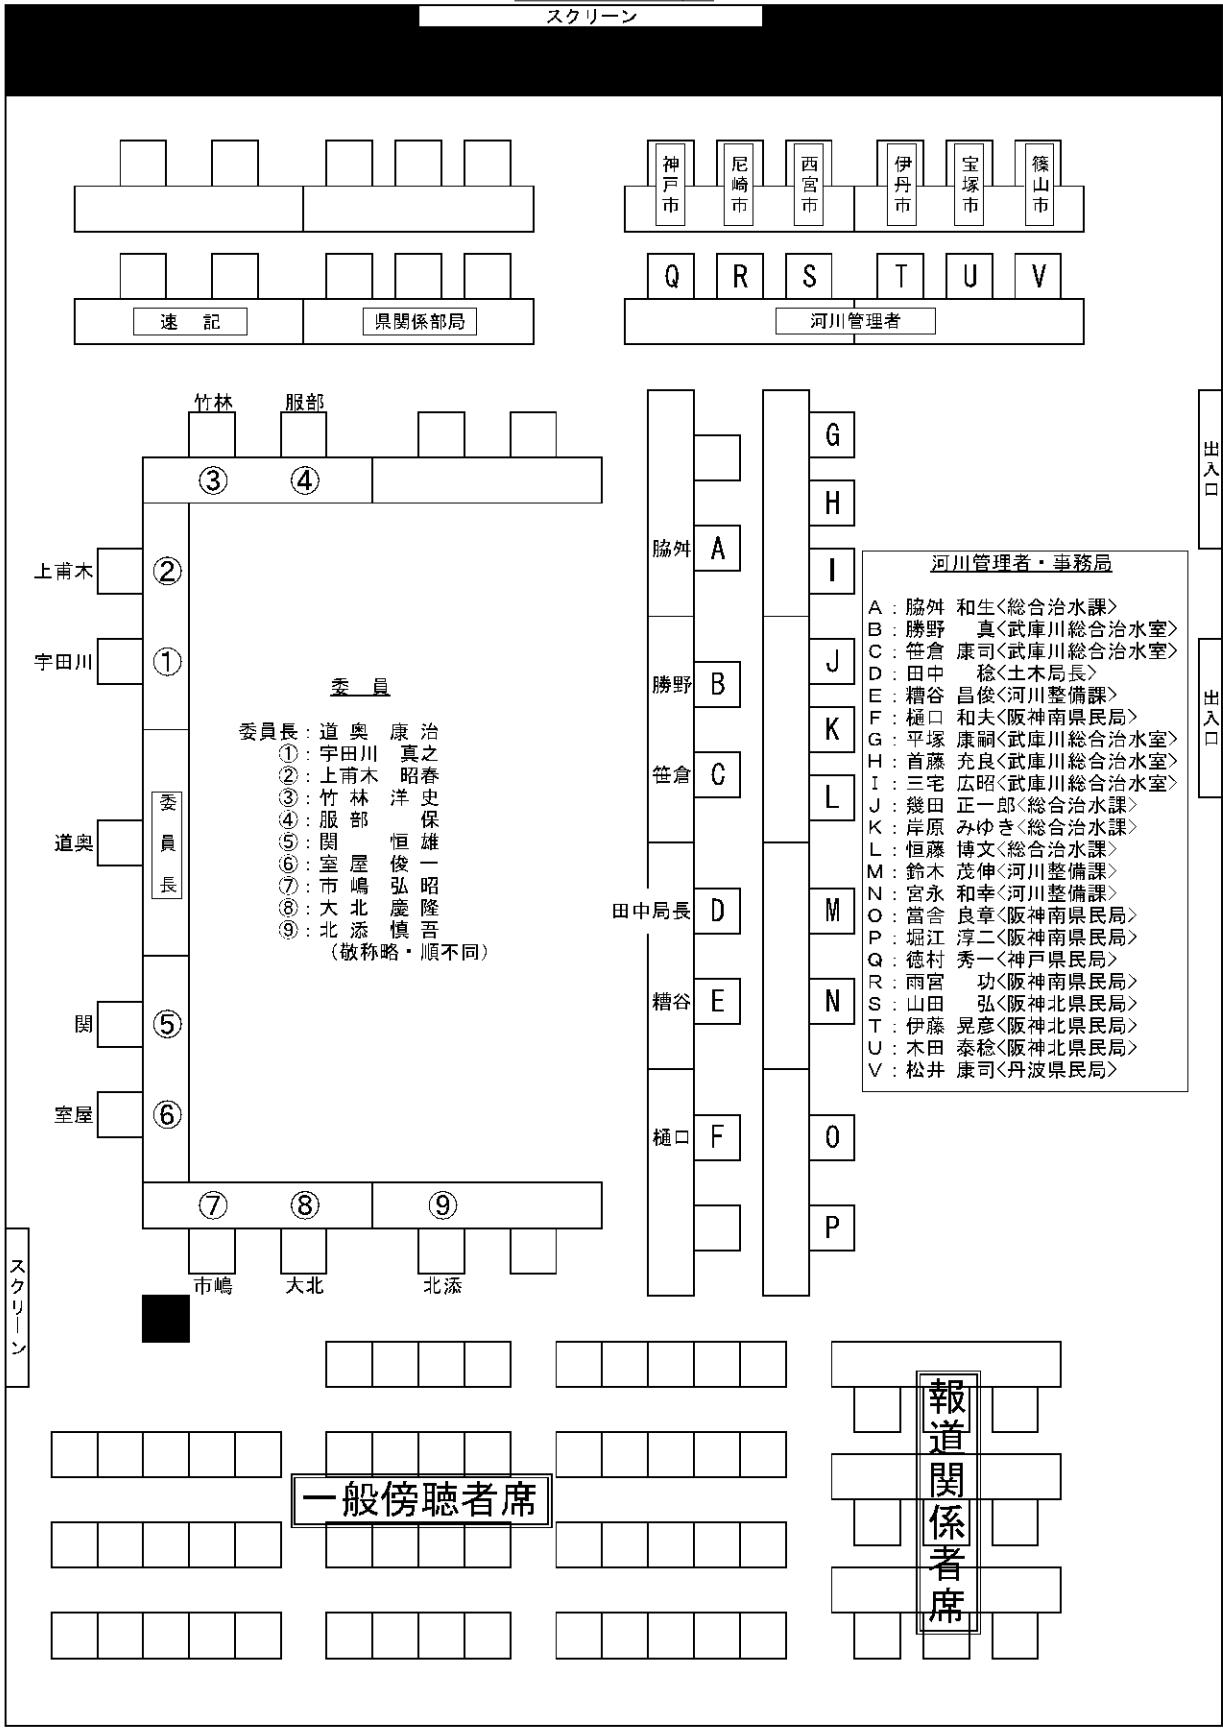 スクリーン
神戸市
尼崎市
西宮市
伊丹市
宝塚市
篠山市
Q R S T U V
速 記
県関係部局
河川管理者
竹林 服部
③ ④
上甫木 ②
宇田川 ①
道奥 委員長
関 ⑤
室屋 ⑥
⑦ ⑧ ⑨
市嶋 大北 北添
委 員
委員長：道 奥 康 治
①：宇田川 真之
②：上甫木 昭春
③：竹 林 洋 史
④：服 部 保
⑤：関 恒 雄
⑥：室 屋 俊 一
⑦：市 嶋 弘 昭
⑧：大 北 慶 隆
⑨：北 添 慎 吾
（敬称略・順不同）
脇舛 A
勝野 B
笹倉 C
田中局長 D
糟谷 E
樋口 F
G
H
I
J
K
L
M
N
O
P
出入口
出入口
河川管理者・事務局
A：脇舛 和生<総合治水課>
B：勝野 真<武庫川総合治水室>
C：笹倉 康司<武庫川総合治水室>
D：田中 稔<土木局長>
E：糟谷 昌俊<河川整備課>
F：樋口 和夫<阪神南県民局>
G：平塚 康嗣<武庫川総合治水室>
H：首藤 充良<武庫川総合治水室>
I：三宅 広昭<武庫川総合治水室>
J：幾田 正一郎<総合治水課>
K：岸原 みゆき<総合治水課>
L：恒藤 博文<総合治水課>
M：鈴木 茂伸<河川整備課>
N：宮永 和幸<河川整備課>
O：當舎 良章<阪神南県民局>
P：堀江 淳二<阪神南県民局>
Q：徳村 秀一<神戸県民局>
R：雨宮 功<阪神南県民局>
S：山田 弘<阪神北県民局>
T：伊藤 晃彦<阪神北県民局>
U：木田 泰稔<阪神北県民局>
V：松井 康司<丹波県民局>
スクリーン
一般傍聴者席
報道関係者席